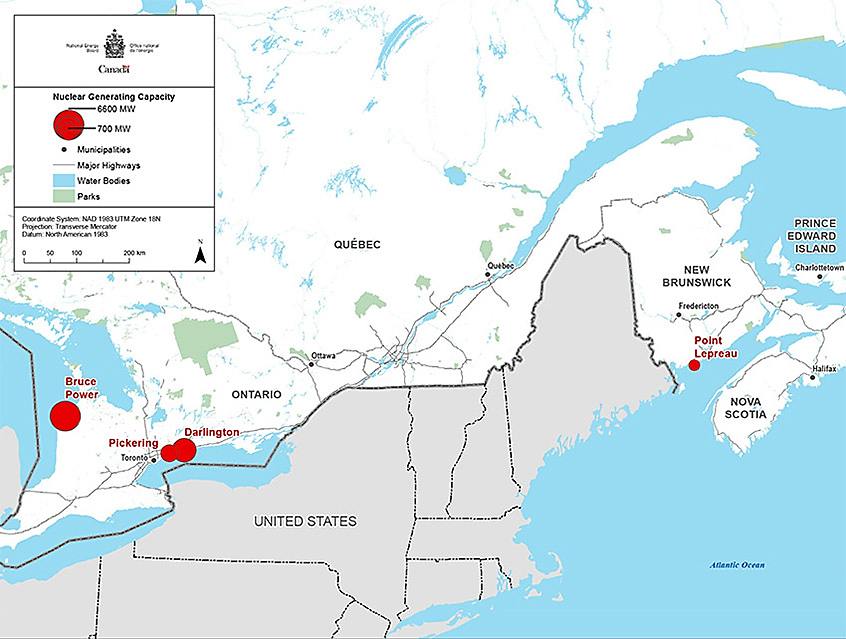 National Energy Board
Office national de l'énergie
Canada
Nuclear Generating Capacity
6600 MW
700 MW
Municipalities
Major Highways
Water Bodies
Parks
Coordinate System: NAD 1983 UTM Zone 18N
Projection: Transverse Mercator
Datum: North American 1983
N
0 50 100 200 km
QUÉBEC
Québec
PRINCE
EDWARD
ISLAND
Charlottetown
NEW
BRUNSWICK
Fredericton
Point
Lepreau
Halifax
NOVA
SCOTIA
Ottawa
ONTARIO
Bruce
Power
Pickering
Darlington
Toronto
UNITED STATES
Atlantic Ocean